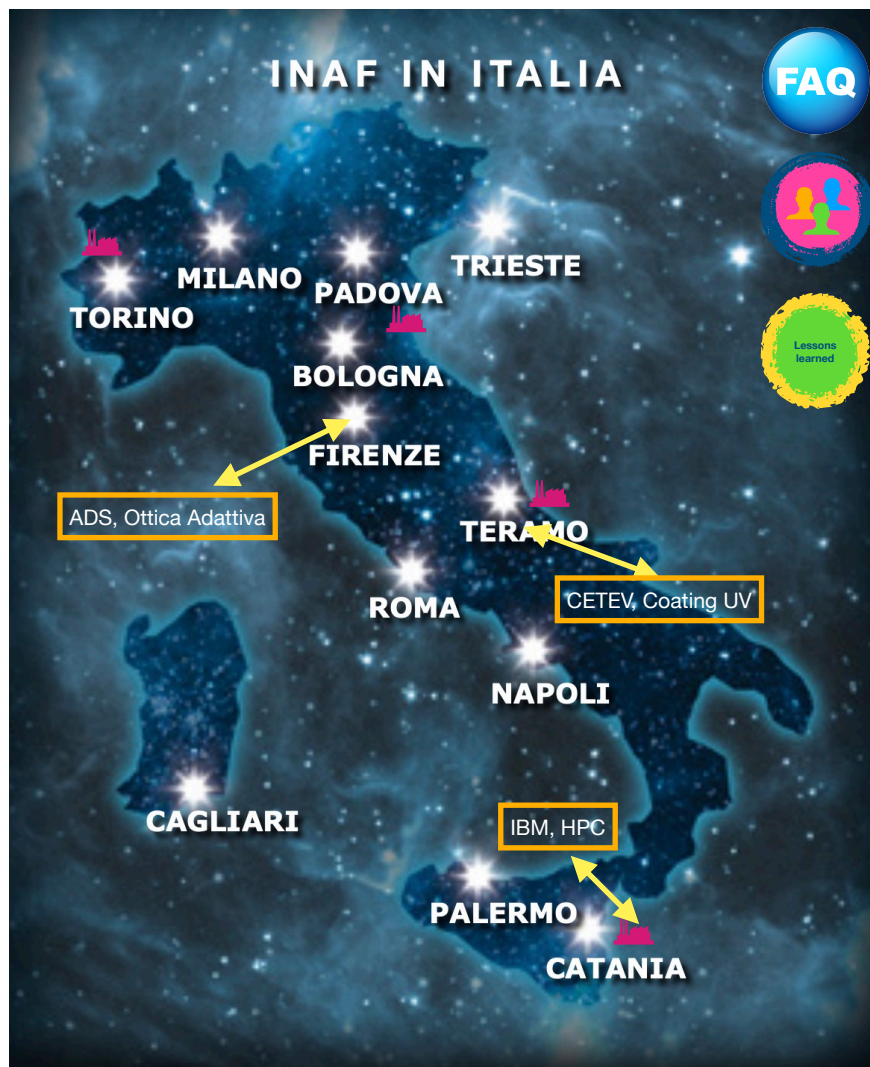 INAF IN ITALIA
FAQ
TRIESTE
MILANO
PADOVA
TORINO
Lessons
learned
BOLOGNA
FIRENZE
ADS, Ottica Adattiva
TERAMO
CETEV, Coating UV
ROMA
NAPOLI
CAGLIARI
IBM, HPC
PALERMO
CATANIA